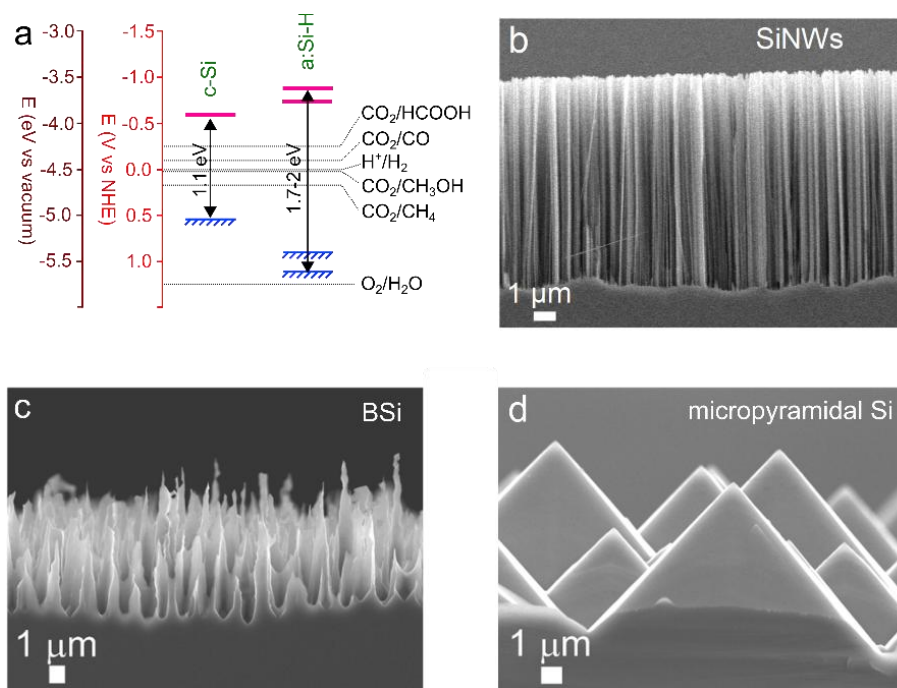 a
E (eV vs vacuum)
-3.0
-3.5
-4.0
-4.5
-5.0
-5.5
E (V vs NHE)
-1.5
-1.0
-0.5
0.0
0.5
1.0
c-Si
1.1 eV
a:Si-H
1.7-2 eV
CO₂/HCOOH
CO₂/CO
H⁺/H₂
CO₂/CH₃OH
CO₂/CH₄
O₂/H₂O
b
SiNWs
1 μm
c
BSi
1 μm
d
micropyramidal Si
1 μm